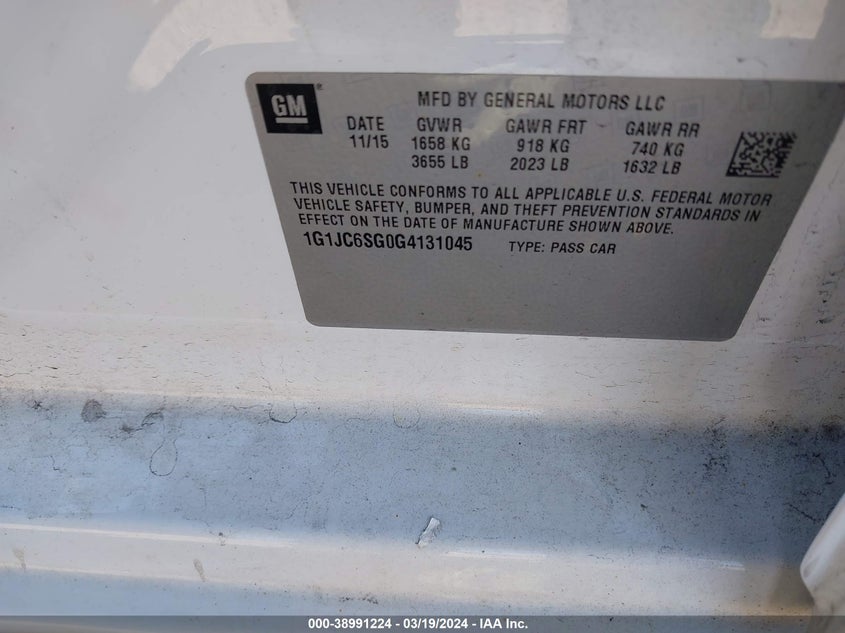 GM®
MFD BY GENERAL MOTORS LLC
DATE GVWR GAWR FRT GAWR RR
11/15 1658 KG 918 KG 740 KG
3655 LB 2023 LB 1632 LB
THIS VEHICLE CONFORMS TO ALL APPLICABLE U.S. FEDERAL MOTOR
VEHICLE SAFETY, BUMPER, AND THEFT PREVENTION STANDARDS IN
EFFECT ON THE DATE OF MANUFACTURE SHOWN ABOVE.
1G1JC6SG0G4131045 TYPE: PASS CAR
000-38991224 / 03/19/2024 - IAA Inc.